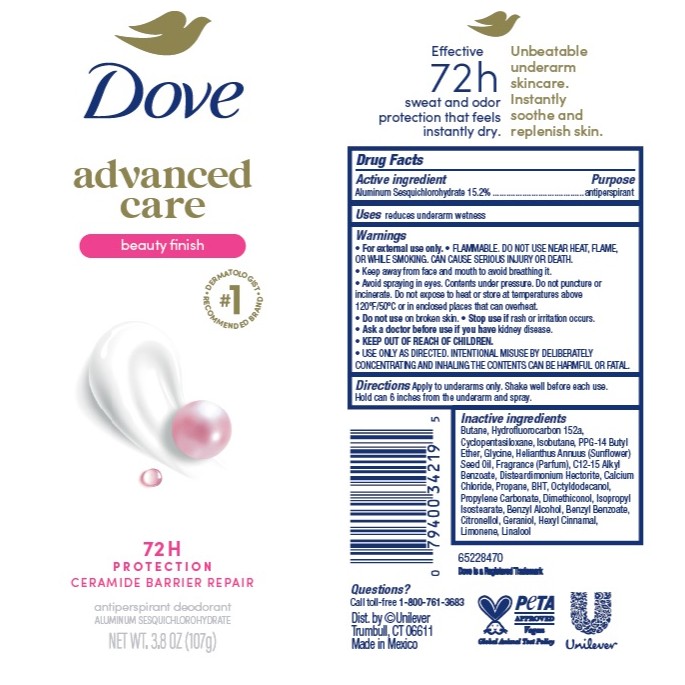 Dove
advanced
care
beauty finish
• DERMATOLOGIST •
#1
RECOMMENDED BRAND
72H
PROTECTION
CERAMIDE BARRIER REPAIR
antiperspirant deodorant
ALUMINUM SESQUICHLOROHYDRATE
NET WT. 3.8 OZ (107g)
Effective
72h
sweat and odor
protection that feels
instantly dry.
Unbeatable
underarm
skincare.
Instantly
soothe and
replenish skin.
Drug Facts
Active ingredient Purpose
Aluminum Sesquichlorohydrate 15.2% ........................................ antiperspirant
Uses reduces underarm wetness
Warnings
• For external use only. • FLAMMABLE. DO NOT USE NEAR HEAT, FLAME,
OR WHILE SMOKING. CAN CAUSE SERIOUS INJURY OR DEATH.
• Keep away from face and mouth to avoid breathing it.
• Avoid spraying in eyes. Contents under pressure. Do not puncture or
incinerate. Do not expose to heat or store at temperatures above
120ºF/50ºC or in enclosed places that can overheat.
• Do not use on broken skin. • Stop use if rash or irritation occurs.
• Ask a doctor before use if you have kidney disease.
• KEEP OUT OF REACH OF CHILDREN.
• USE ONLY AS DIRECTED. INTENTIONAL MISUSE BY DELIBERATELY
CONCENTRATING AND INHALING THE CONTENTS CAN BE HARMFUL OR FATAL.
Directions Apply to underarms only. Shake well before each use.
Hold can 6 inches from the underarm and spray.
0 79400 34219 5
Inactive ingredients
Butane, Hydrofluorocarbon 152a,
Cyclopentasiloxane, Isobutane, PPG-14 Butyl
Ether, Glycine, Helianthus Annuus (Sunflower)
Seed Oil, Fragrance (Parfum), C12-15 Alkyl
Benzoate, Disteardimonium Hectorite, Calcium
Chloride, Propane, BHT, Octyldodecanol,
Propylene Carbonate, Dimethiconol, Isopropyl
Isostearate, Benzyl Alcohol, Benzyl Benzoate,
Citronellol, Geraniol, Hexyl Cinnamal,
Limonene, Linalool
65228470
Dove is a Registered Trademark
Questions?
Call toll-free 1-800-761-3683
Dist. by ©Unilever
Trumbull, CT 06611
Made in Mexico
PETA
APPROVED
Vegan
Global Animal Test Policy
Unilever